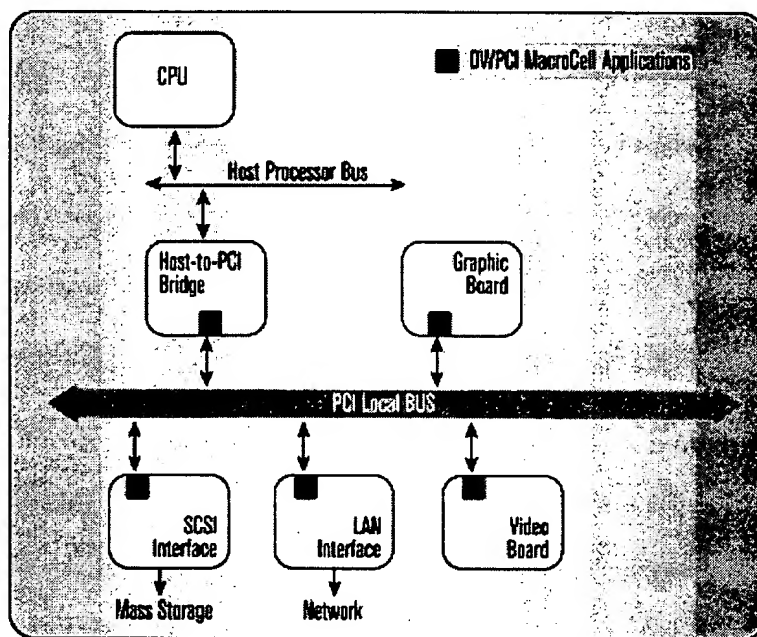 CPU
DWPCI MacroCell Applications
Host Processor Bus
Host-to-PCI
Bridge
Graphic
Board
PCI Local BUS
SCSI
Interface
LAN
Interface
Video
Board
Mass Storage
Network